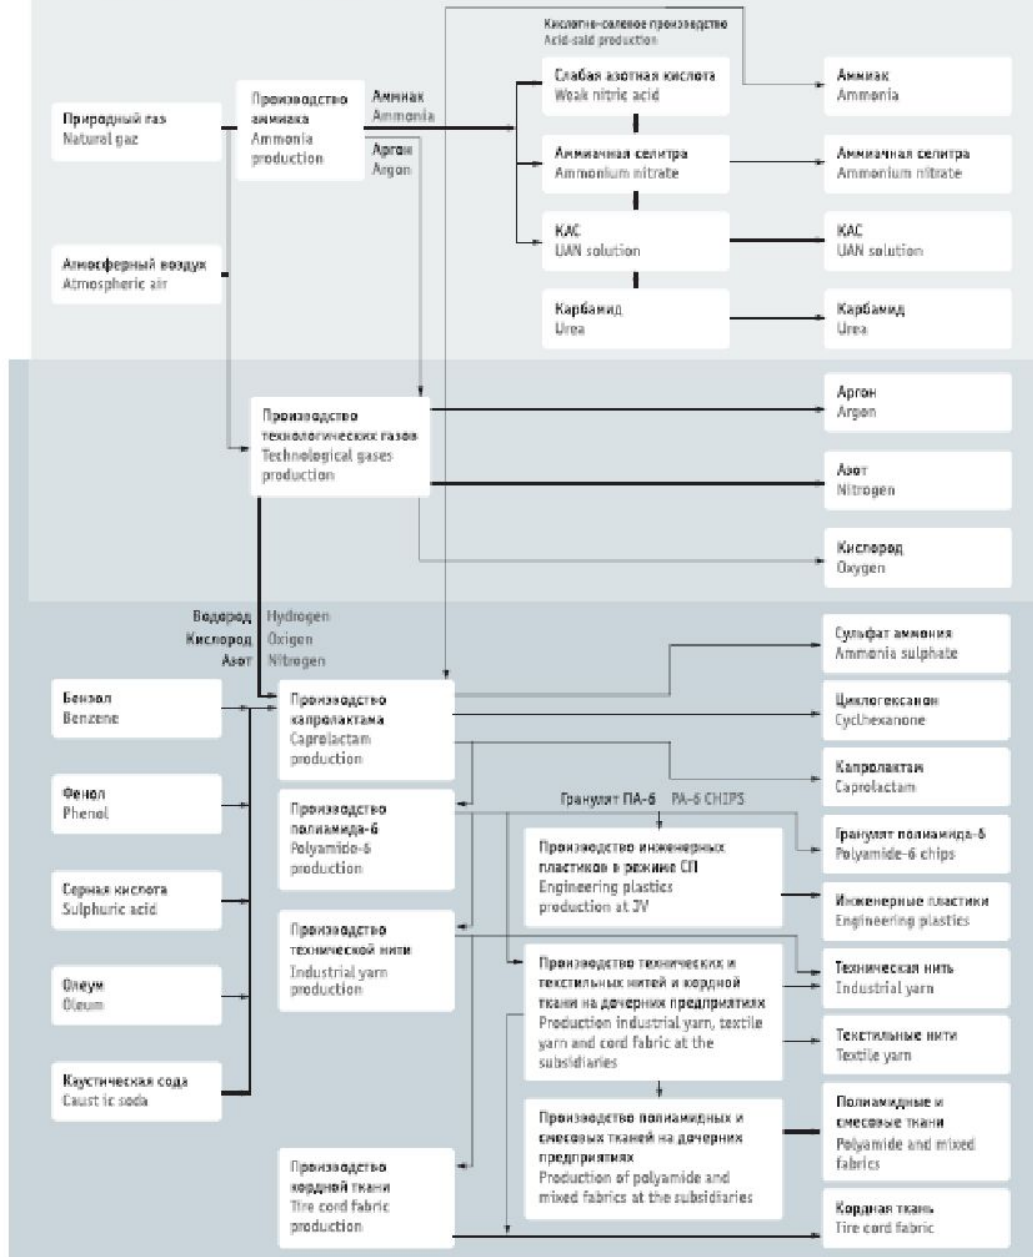 Кислотно-солевое производство
Acid-said production
Слабая азотная кислота
Weak nitric acid
Аммиак
Ammonia
Природный газ
Natural gaz
Производство
аммиака
Ammonia
production
Аммиак
Ammonia
Аргон
Argon
Аммиачная селитра
Ammonium nitrate
Аммиачная селитра
Ammonium nitrate
КАС
UAN solution
КАС
UAN solution
Атмосферный воздух
Atmospheric air
Карбамид
Urea
Карбамид
Urea
Производство
технологических газов
Technological gases
production
Аргон
Argon
Азот
Nitrogen
Кислород
Oxygen
Водород Hydrogen
Кислород Oxigen
Азот Nitrogen
Сульфат аммония
Ammonia sulphate
Бензол
Benzene
Производство
капролактама
Caprolactam
production
Циклогексанон
Cyclhexanone
Капролактам
Caprolactam
Фенол
Phenol
Производство
полиамида-6
Polyamide-6
production
Гранулят ПА-6 PA-6 CHIPS
Производство инженерных
пластиков в режиме СП
Engineering plastics
production at JV
Гранулят полиамида-6
Polyamide-6 chips
Серная кислота
Sulphuric acid
Инженерные пластики
Engineering plastics
Производство
технической нити
Industrial yarn
production
Производство технических и
текстильных нитей и кордной
ткани на дочерних предприятиях
Production industrial yarn, textile
yarn and cord fabric at the
subsidiaries
Техническая нить
Industrial yarn
Олеум
Oleum
Текстильные нити
Textile yarn
Каустическая сода
Caust ic soda
Производство полиамидных и
смесовых тканей на дочерних
предприятиях
Production of polyamide and
mixed fabrics at the subsidiaries
Полиамидные и
смесовые ткани
Polyamide and mixed
fabrics
Производство
кордной ткани
Tire cord fabric
production
Кордная ткань
Tire cord fabric